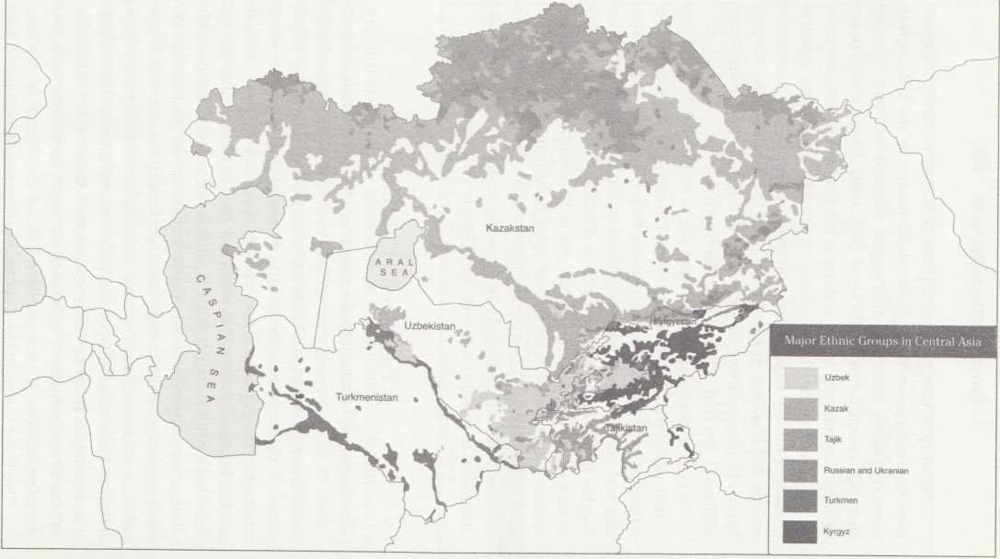 Kazakstan
ARAL
SEA
CASPIAN SEA
Uzbekistan
Kyrgyzstan
Turkmenistan
Tajikistan
Major Ethnic Groups in Central Asia
Uzbek
Kazak
Tajik
Russian and Ukranian
Turkmen
Kyrgyz